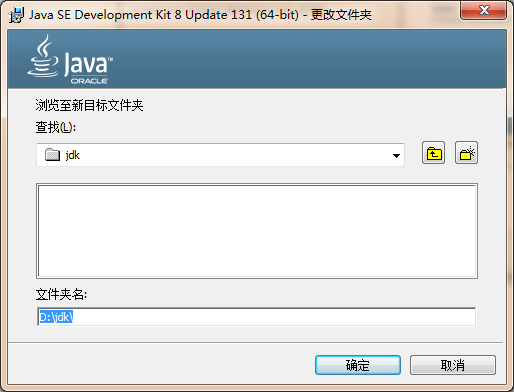 Java SE Development Kit 8 Update 131 (64-bit) - 更改文件夹
Java™
ORACLE
浏览至新目标文件夹
查找(L):
jdk
文件夹名:
D:\jdk\
确定
取消